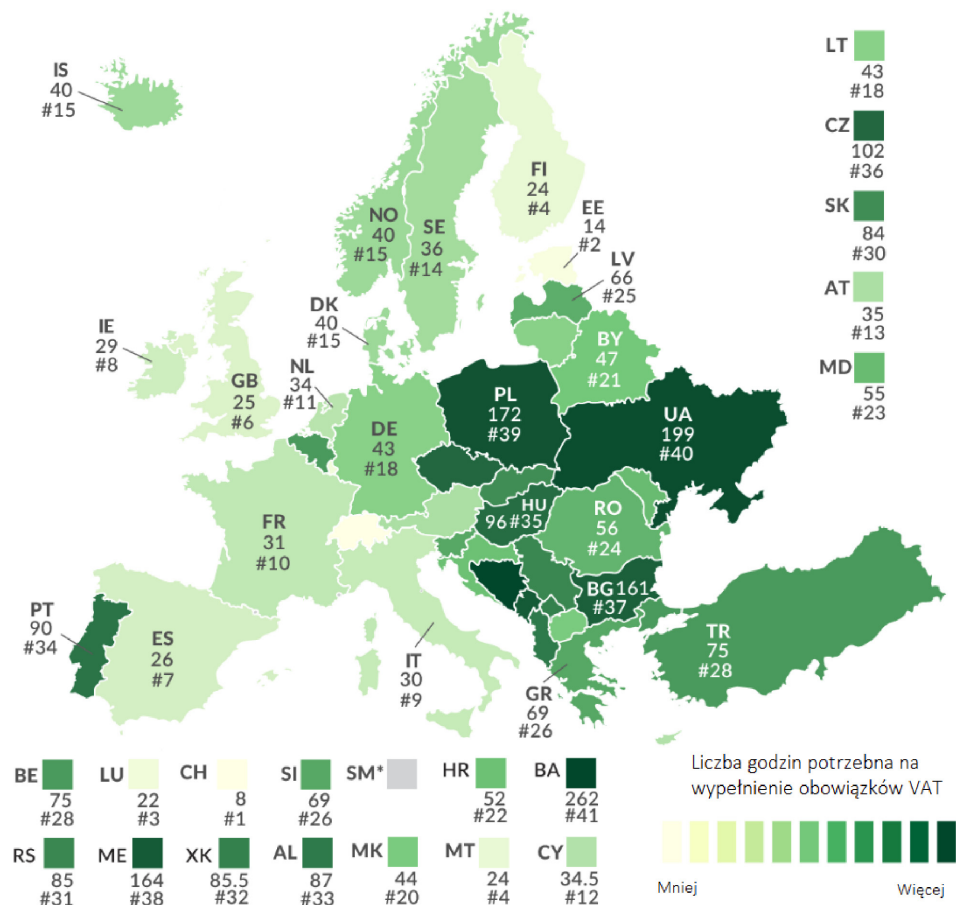 IS
40
#15
NO
40
#15
SE
36
#14
FI
24
#4
EE
14
#2
LV
66
#25
DK
40
#15
IE
29
#8
GB
25
#6
NL
34
#11
BY
47
#21
PL
172
#39
UA
199
#40
DE
43
#18
FR
31
#10
HU
96 #35
RO
56
#24
BG 161
#37
PT
90
#34
ES
26
#7
IT
30
#9
GR
69
#26
TR
75
#28
LT
43
#18
CZ
102
#36
SK
84
#30
AT
35
#13
MD
55
#23
BE
75
#28
LU
22
#3
CH
8
#1
SI
69
#26
SM*
HR
52
#22
BA
262
#41
RS
85
#31
ME
164
#38
XK
85.5
#32
AL
87
#33
MK
44
#20
MT
24
#4
CY
34.5
#12
Liczba godzin potrzebna na
wypełnienie obowiązków VAT
Mniej Więcej